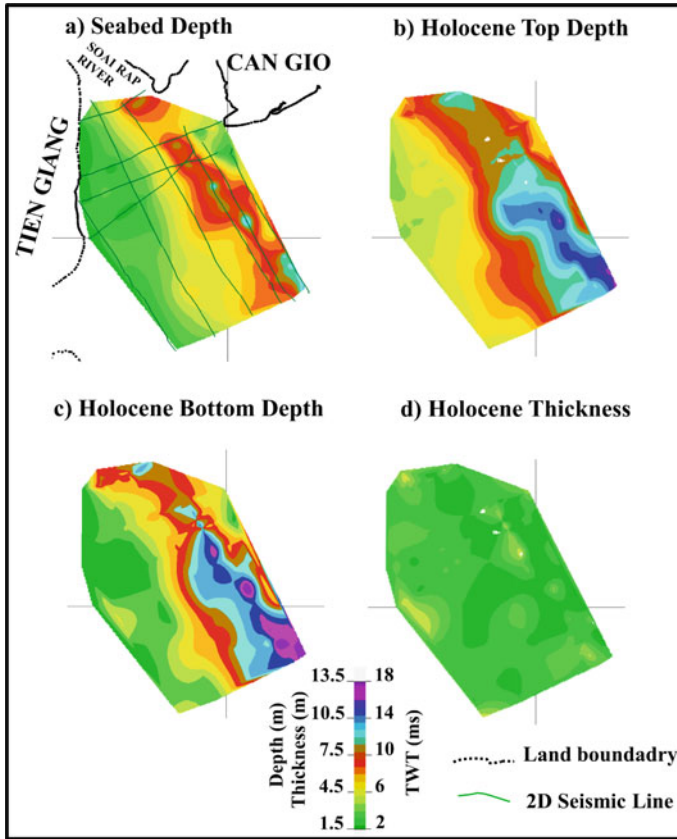 a) Seabed Depth
b) Holocene Top Depth
SOAI RAP
RIVER
CAN GIO
TIEN GIANG
c) Holocene Bottom Depth
d) Holocene Thickness
Depth (m)
Thickness (m)
13.5
10.5
7.5
4.5
1.5
18
14
10
6
2
TWT (ms)
Land boundadry
2D Seismic Line